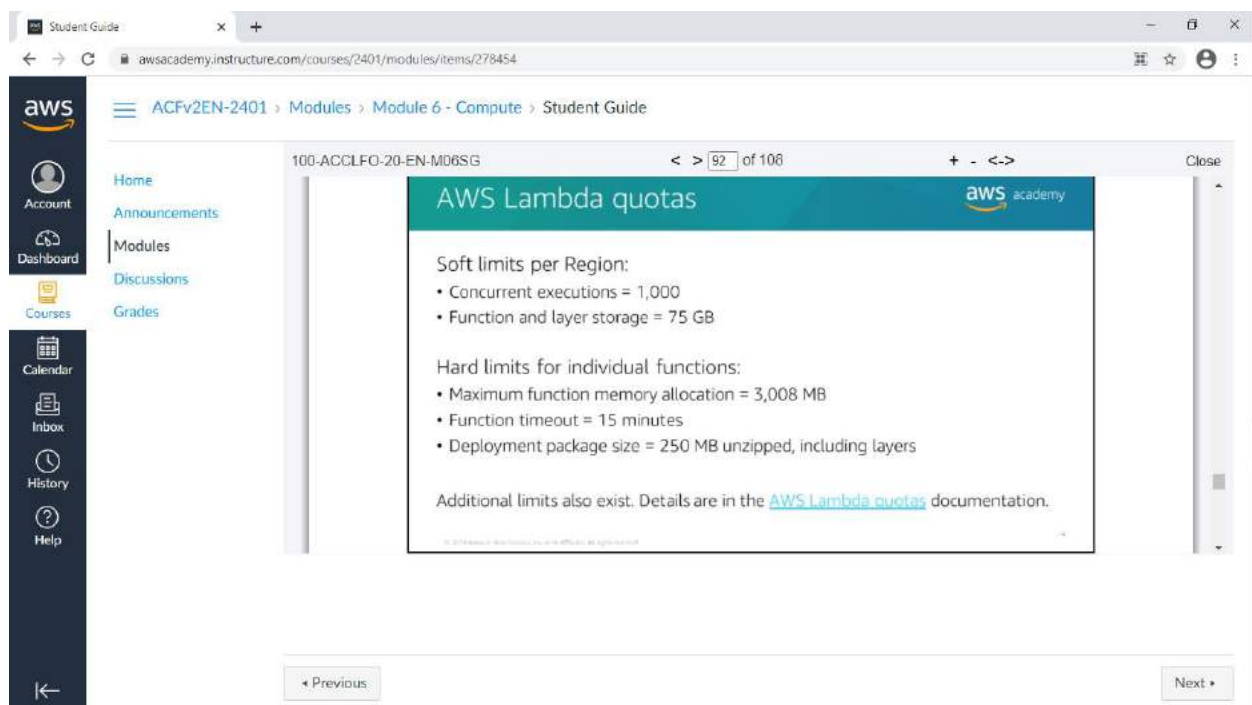 Student Guide
awsacademy.instructure.com/courses/2401/modules/items/278454
aws
ACFv2EN-2401 › Modules › Module 6 - Compute › Student Guide
100-ACCLFO-20-EN-M06SG
< > 92 of 108
+ - <->
Close
Account
Dashboard
Courses
Calendar
Inbox
History
Help
Home
Announcements
Modules
Discussions
Grades
AWS Lambda quotas
aws academy
Soft limits per Region:
• Concurrent executions = 1,000
• Function and layer storage = 75 GB
Hard limits for individual functions:
• Maximum function memory allocation = 3,008 MB
• Function timeout = 15 minutes
• Deployment package size = 250 MB unzipped, including layers
Additional limits also exist. Details are in the AWS Lambda quotas documentation.
◂ Previous
Next ▸